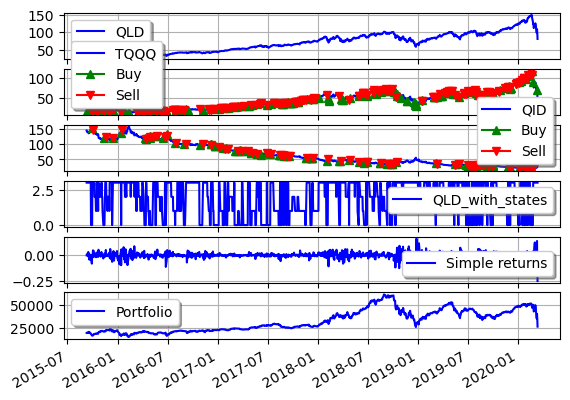 150
100
50
QLD
100
50
TQQQ
Buy
Sell
150
100
50
QID
Buy
Sell
2.5
0.0
QLD_with_states
0.00
−0.25
Simple returns
50000
25000
Portfolio
2015-07
2016-01
2016-07
2017-01
2017-07
2018-01
2018-07
2019-01
2019-07
2020-01